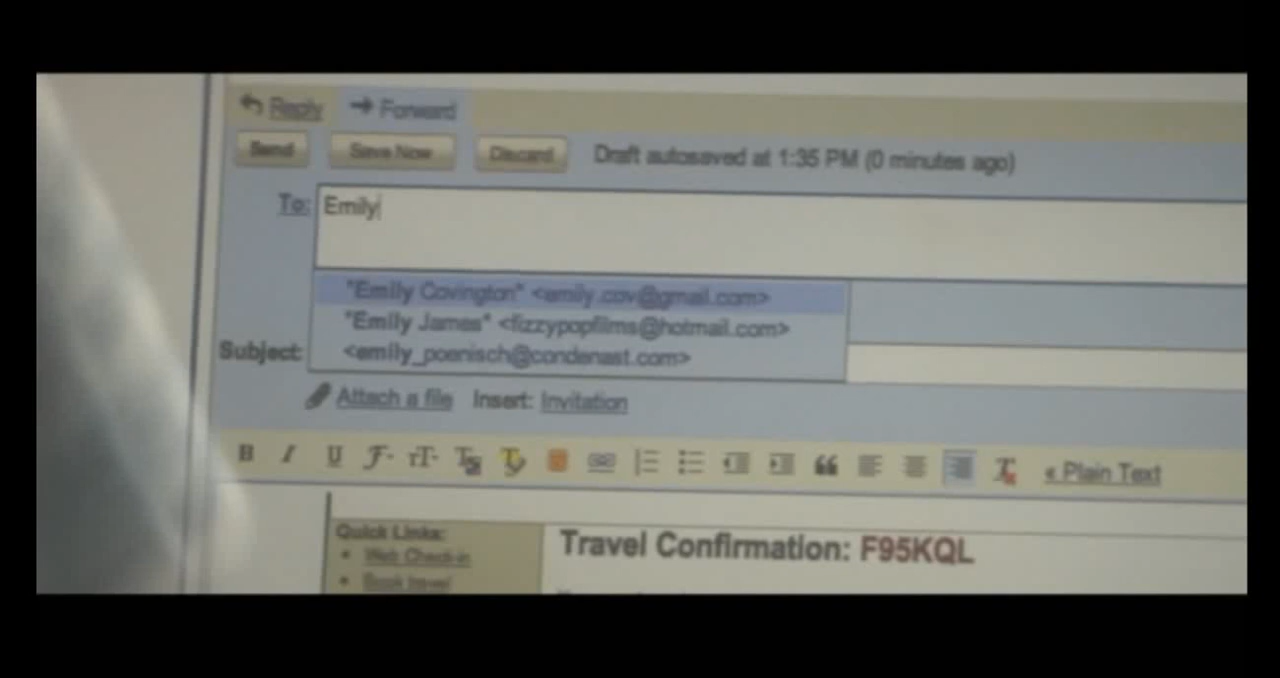 Reply Forward
Send Save Now Discard Draft autosaved at 1:35 PM (0 minutes ago)
To: Emily
"Emily Covington" <emily.cov@gmail.com>
"Emily James" <fizzypopfilms@hotmail.com>
<emily_poenisch@condenast.com>
Subject:
Attach a file Insert: Invitation
B I U F TT T T T « Plain Text
Quick Links:
Travel Confirmation: F95KQL
• Web Check-in
• Book travel